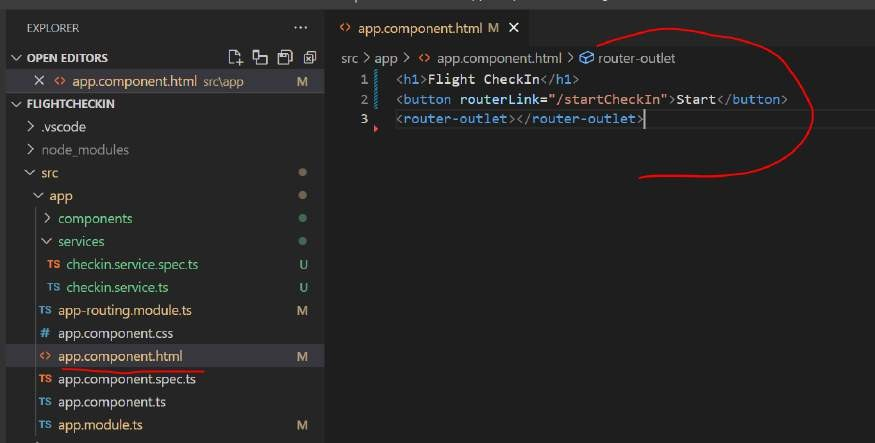 EXPLORER ...
OPEN EDITORS
app.component.html src\app M
FLIGHTCHECKIN
.vscode
node_modules
src
app
components
services
TS checkin.service.spec.ts U
TS checkin.service.ts U
TS app-routing.module.ts M
# app.component.css
<> app.component.html M
TS app.component.spec.ts
TS app.component.ts
TS app.module.ts M
<> app.component.html M ×
src > app > <> app.component.html > router-outlet
1 <h1>Flight CheckIn</h1>
2 <button routerLink="/startCheckIn">Start</button>
3 <router-outlet></router-outlet>